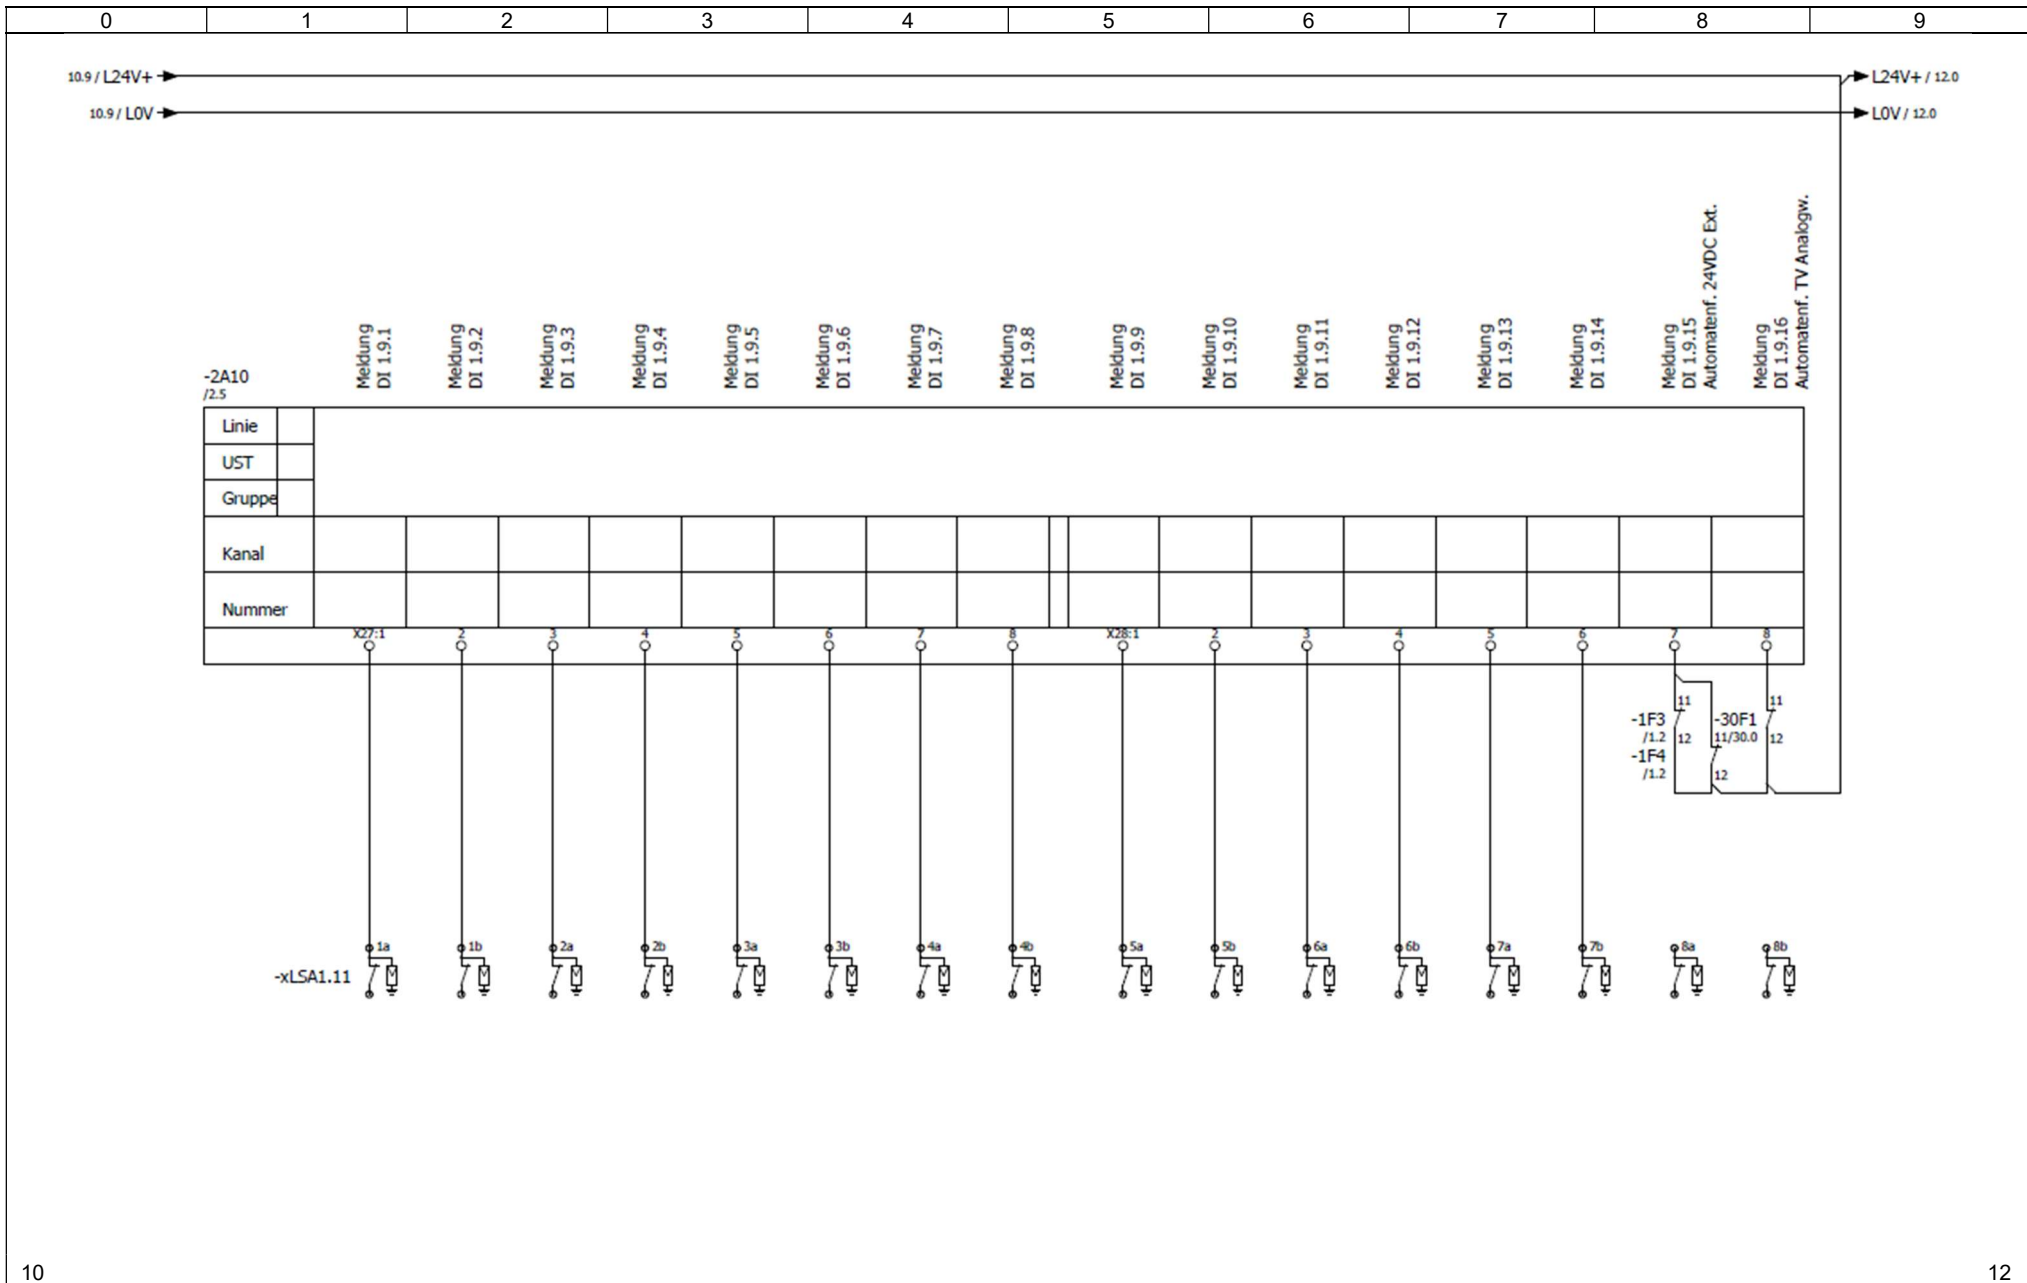 0 1 2 3 4 5 6 7 8 9
10.9 / L24V+ L24V+ / 12.0
10.9 / L0V L0V / 12.0
Meldung
DI 1.9.1
Meldung
DI 1.9.2
Meldung
DI 1.9.3
Meldung
DI 1.9.4
Meldung
DI 1.9.5
Meldung
DI 1.9.6
Meldung
DI 1.9.7
Meldung
DI 1.9.8
Meldung
DI 1.9.9
Meldung
DI 1.9.10
Meldung
DI 1.9.11
Meldung
DI 1.9.12
Meldung
DI 1.9.13
Meldung
DI 1.9.14
Meldung
DI 1.9.15
Automatenf. 24VDC Ext.
Meldung
DI 1.9.16
Automatenf. TV Analogw.
-2A10
/2.5
Linie
UST
Gruppe
Kanal
Nummer
X27:1 2 3 4 5 6 7 8 X28:1 2 3 4 5 6 7 8
11 11
-1F3 -30F1
/1.2 12 11/30.0 12
-1F4
/1.2 12
1a 1b 2a 2b 3a 3b 4a 4b 5a 5b 6a 6b 7a 7b 8a 8b
-xLSA1.11
10 12